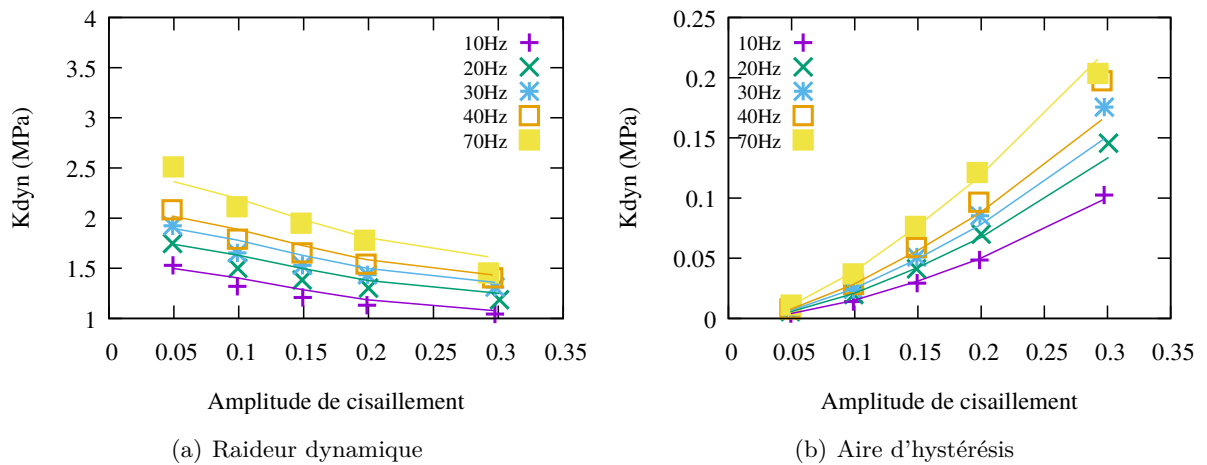 4
3.5
3
2.5
2
1.5
1
Kdyn (MPa)
10Hz
20Hz
30Hz
40Hz
70Hz
0 0.05 0.1 0.15 0.2 0.25 0.3 0.35
Amplitude de cisaillement
(a) Raideur dynamique
0.25
0.2
0.15
0.1
0.05
0
Kdyn (MPa)
10Hz
20Hz
30Hz
40Hz
70Hz
0 0.05 0.1 0.15 0.2 0.25 0.3 0.35
Amplitude de cisaillement
(b) Aire d'hystérésis